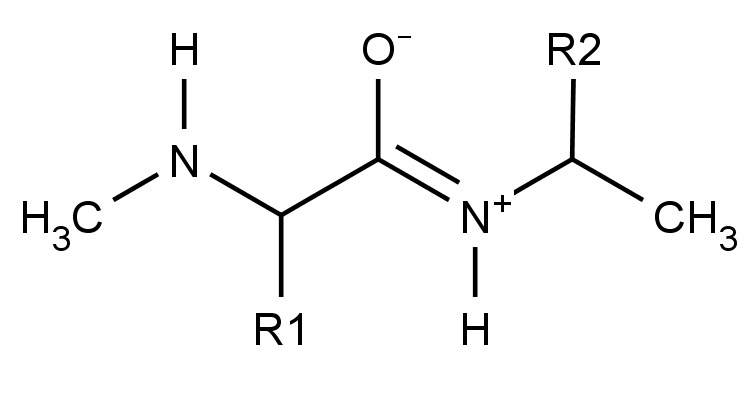 H O⁻ R2
N
H₃C N⁺ CH₃
R1 H